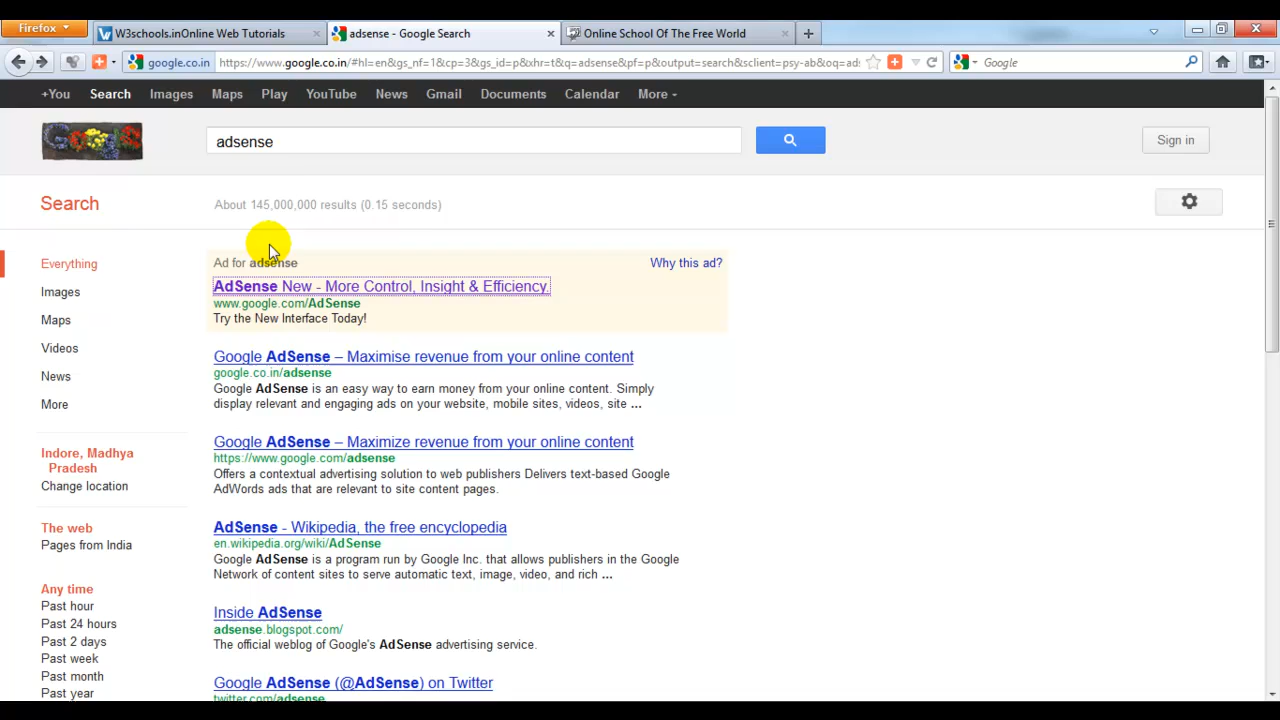 Firefox
W3schools.inOnline Web Tutorials
adsense - Google Search
Online School Of The Free World
google.co.in
https://www.google.co.in/#hl=en&gs_nf=1&cp=3&gs_id=p&xhr=t&q=adsense&pf=p&output=search&sclient=psy-ab&oq=ads
Google
+You Search Images Maps Play YouTube News Gmail Documents Calendar More
Google
adsense
Sign in
Search
About 145,000,000 results (0.15 seconds)
Everything
Images
Maps
Videos
News
More
Indore, Madhya
Pradesh
Change location
The web
Pages from India
Any time
Past hour
Past 24 hours
Past 2 days
Past week
Past month
Past year
Ad for adsense
Why this ad?
AdSense New - More Control, Insight & Efficiency.
www.google.com/AdSense
Try the New Interface Today!
Google AdSense – Maximise revenue from your online content
google.co.in/adsense
Google AdSense is an easy way to earn money from your online content. Simply
display relevant and engaging ads on your website, mobile sites, videos, site ...
Google AdSense – Maximize revenue from your online content
https://www.google.com/adsense
Offers a contextual advertising solution to web publishers Delivers text-based Google
AdWords ads that are relevant to site content pages.
AdSense - Wikipedia, the free encyclopedia
en.wikipedia.org/wiki/AdSense
Google AdSense is a program run by Google Inc. that allows publishers in the Google
Network of content sites to serve automatic text, image, video, and rich ...
Inside AdSense
adsense.blogspot.com/
The official weblog of Google's AdSense advertising service.
Google AdSense (@AdSense) on Twitter
twitter.com/adsense